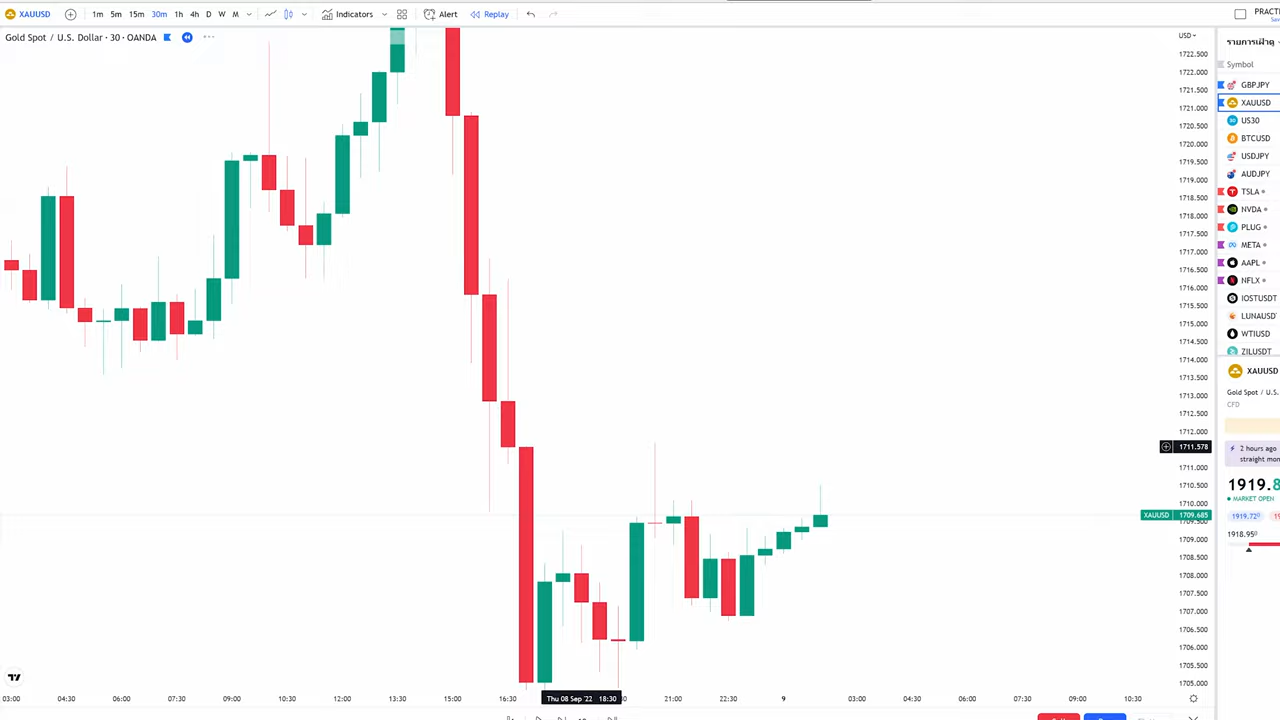 XAUUSD 1m 5m 15m 30m 1h 4h D W M Indicators Alert Replay PRACTI
Gold Spot / U.S. Dollar · 30 · OANDA
USD
1722.500
1722.000
1721.500
1721.000
1720.500
1720.000
1719.500
1719.000
1718.500
1718.000
1717.500
1717.000
1716.500
1716.000
1715.500
1715.000
1714.500
1714.000
1713.500
1713.000
1712.500
1712.000
1711.578
1711.000
1710.500
1710.000
XAUUSD 1709.685
1709.500
1709.000
1708.500
1708.000
1707.500
1707.000
1706.500
1706.000
1705.500
1705.000
03:00 04:30 06:00 07:30 09:00 10:30 12:00 13:30 15:00 16:30 Thu 08 Sep '22 18:30 21:00 22:30 9 03:00 04:30 06:00 07:30 09:00 10:30
รายการเฝ้าดู
Symbol
GBPJPY
XAUUSD
US30
BTCUSD
USDJPY
AUDJPY
TSLA
NVDA
PLUG
META
AAPL
NFLX
IOSTUSDT
LUNAUSDT
WTIUSD
ZILUSDT
XAUUSD
Gold Spot / U.S.
CFD
2 hours ago
straight mon
1919.8
MARKET OPEN
1919.720 19
1918.950